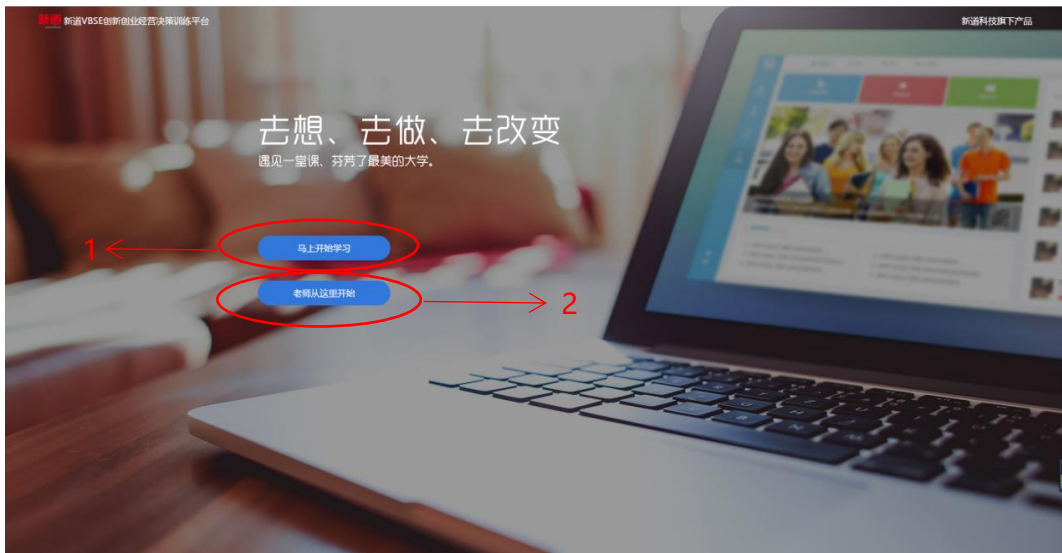 新道 新道VBSE创新创业经营决策训练平台
新道科技旗下产品
去想、去做、去改变
遇见一堂课、芬芳了最美的大学。
1
马上开始学习
老师从这里开始
2